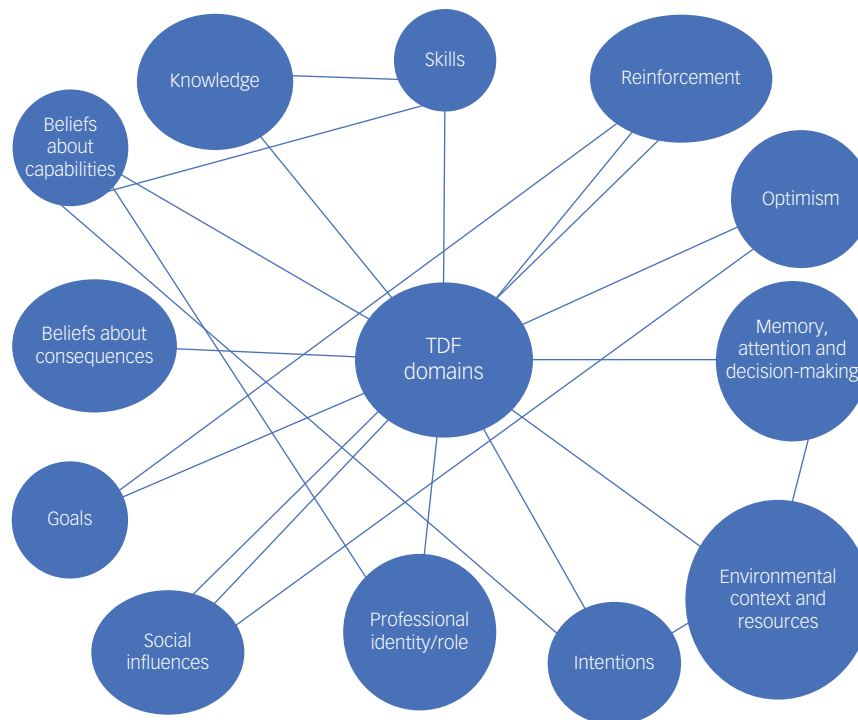 Knowledge
Skills
Reinforcement
Beliefs
about
capabilities
Optimism
Beliefs about
consequences
TDF
domains
Memory,
attention and
decision-making
Goals
Social
influences
Professional
identity/role
Intentions
Environmental
context and
resources